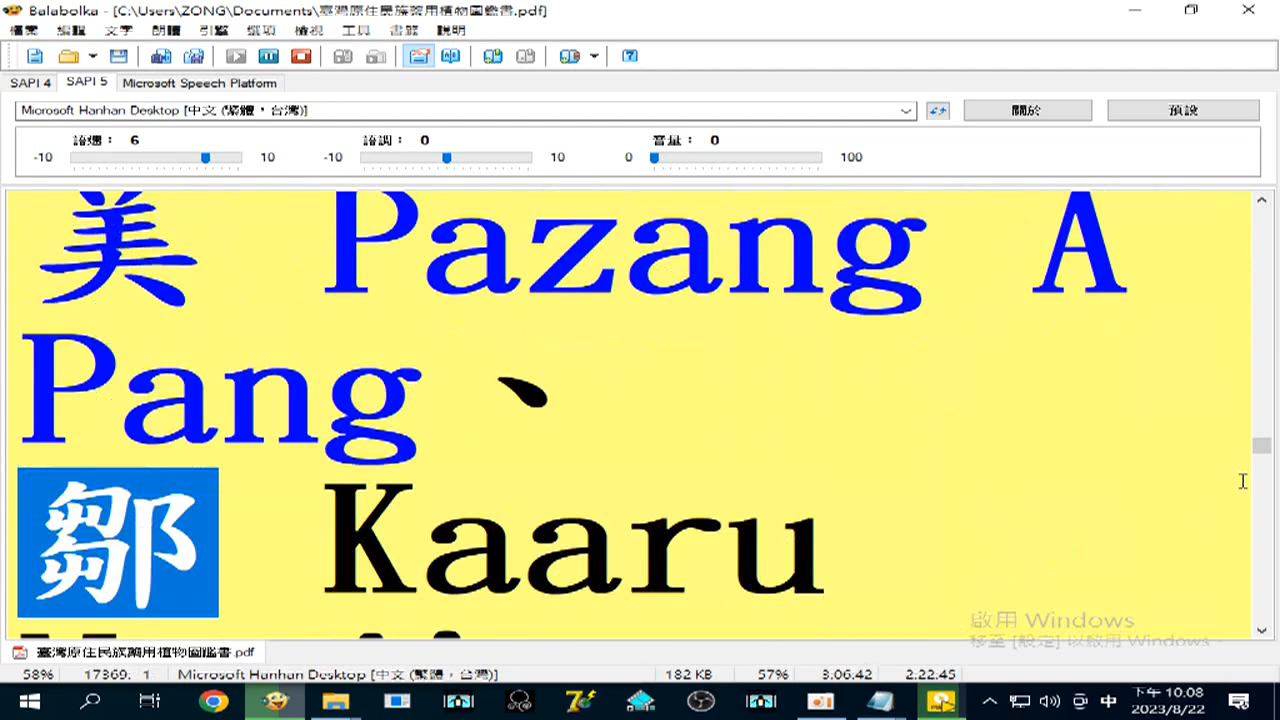 Balabolka - [C:\Users\ZONG\Documents\臺灣原住民族藥用植物圖鑑書.pdf]
檔案 編輯 文字 朗讀 引擎 選項 檢視 工具 書籤 說明
SAPI 4 SAPI 5 Microsoft Speech Platform
Microsoft Hanhan Desktop [中文 (繁體，台灣)] 關於 預設
語速： 6 語調： 0 音量： 0
-10 10 -10 10 0 100
美 Pazang A
Pang、
鄒 Kaaru
啟用 Windows
移至 [設定] 以啟用 Windows。
臺灣原住民族藥用植物圖鑑書.pdf
58% 17369. 1 Microsoft Hanhan Desktop [中文 (繁體，台灣)] 182 KB 57% 3.06.42 2.22.45
中 下午 10.08
2023/8/22